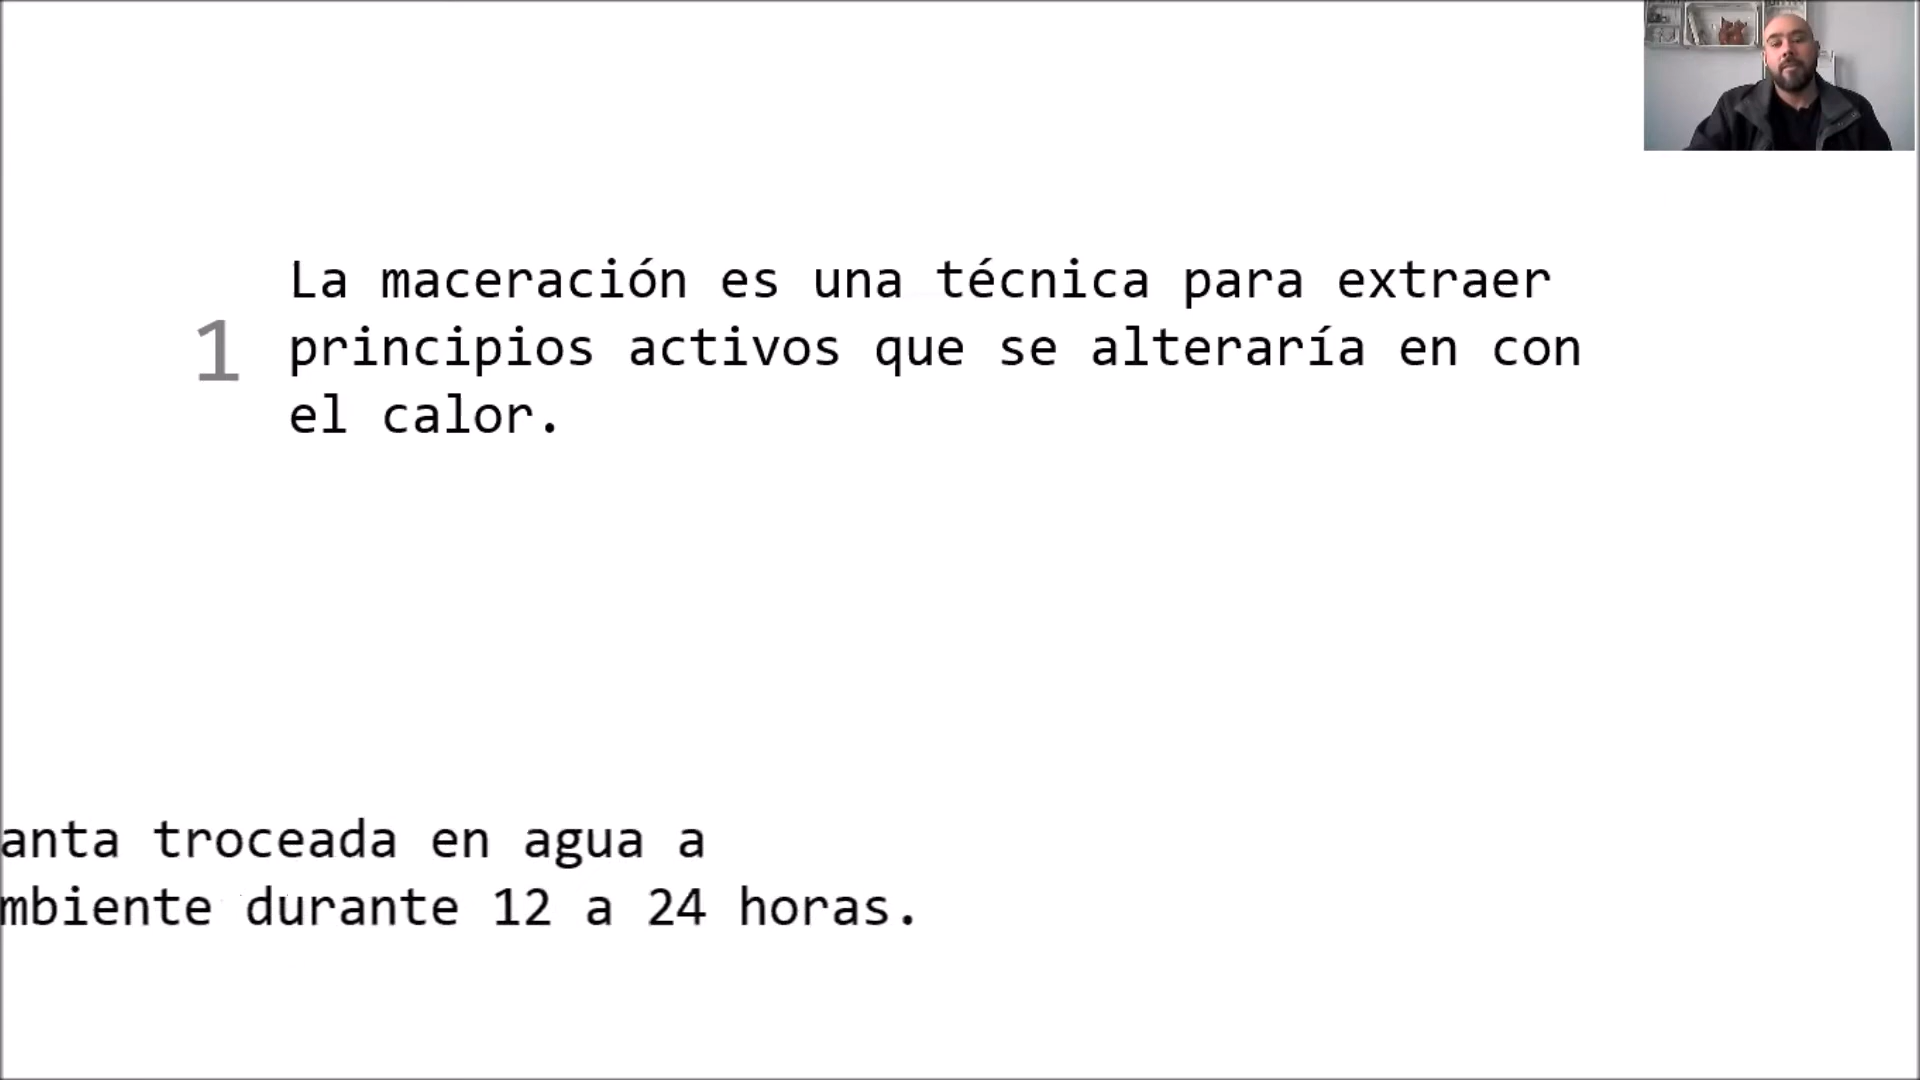 La maceración es una técnica para extraer
1 principios activos que se alteraría en con
el calor.
anta troceada en agua a
mbiente durante 12 a 24 horas.